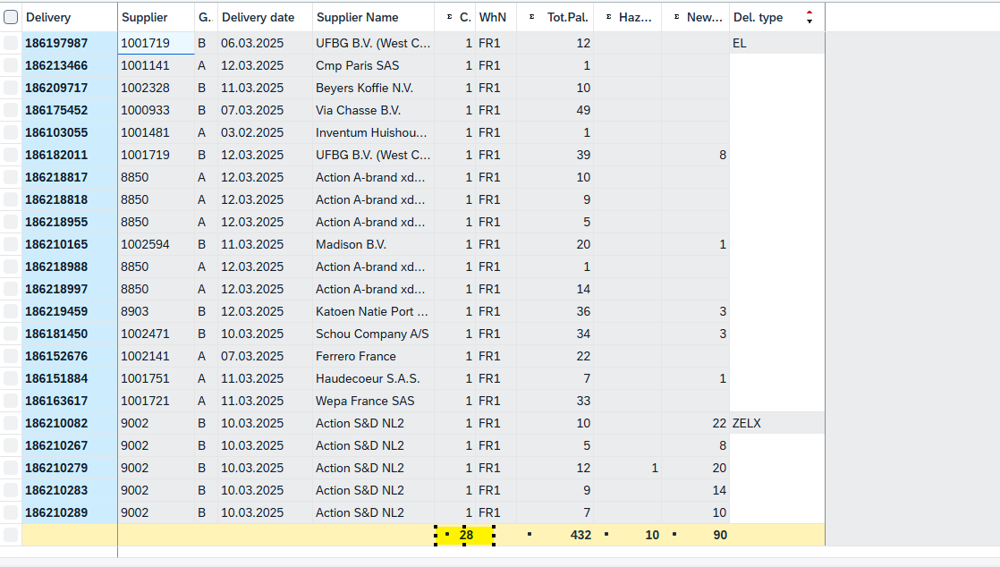 Delivery Supplier G.. Delivery date Supplier Name Σ C. WhN Σ Tot.Pal. Σ Haz... Σ New... Del. type
186197987 1001719 B 06.03.2025 UFBG B.V. (West C... 1 FR1 12 EL
186213466 1001141 A 12.03.2025 Cmp Paris SAS 1 FR1 1
186209717 1002328 B 11.03.2025 Beyers Koffie N.V. 1 FR1 10
186175452 1000933 B 07.03.2025 Via Chasse B.V. 1 FR1 49
186103055 1001481 A 03.02.2025 Inventum Huishou... 1 FR1 1
186182011 1001719 B 12.03.2025 UFBG B.V. (West C... 1 FR1 39 8
186218817 8850 A 12.03.2025 Action A-brand xd... 1 FR1 10
186218818 8850 A 12.03.2025 Action A-brand xd... 1 FR1 9
186218955 8850 A 12.03.2025 Action A-brand xd... 1 FR1 5
186210165 1002594 B 11.03.2025 Madison B.V. 1 FR1 20 1
186218988 8850 A 12.03.2025 Action A-brand xd... 1 FR1 1
186218997 8850 A 12.03.2025 Action A-brand xd... 1 FR1 14
186219459 8903 B 12.03.2025 Katoen Natie Port ... 1 FR1 36 3
186181450 1002471 B 10.03.2025 Schou Company A/S 1 FR1 34 3
186152676 1002141 A 07.03.2025 Ferrero France 1 FR1 22
186151884 1001751 A 11.03.2025 Haudecoeur S.A.S. 1 FR1 7 1
186163617 1001721 A 11.03.2025 Wepa France SAS 1 FR1 33
186210082 9002 B 10.03.2025 Action S&D NL2 1 FR1 10 22 ZELX
186210267 9002 B 10.03.2025 Action S&D NL2 1 FR1 5 8
186210279 9002 B 10.03.2025 Action S&D NL2 1 FR1 12 1 20
186210283 9002 B 10.03.2025 Action S&D NL2 1 FR1 9 14
186210289 9002 B 10.03.2025 Action S&D NL2 1 FR1 7 10
▪ 28 ▪ 432 ▪ 10 ▪ 90